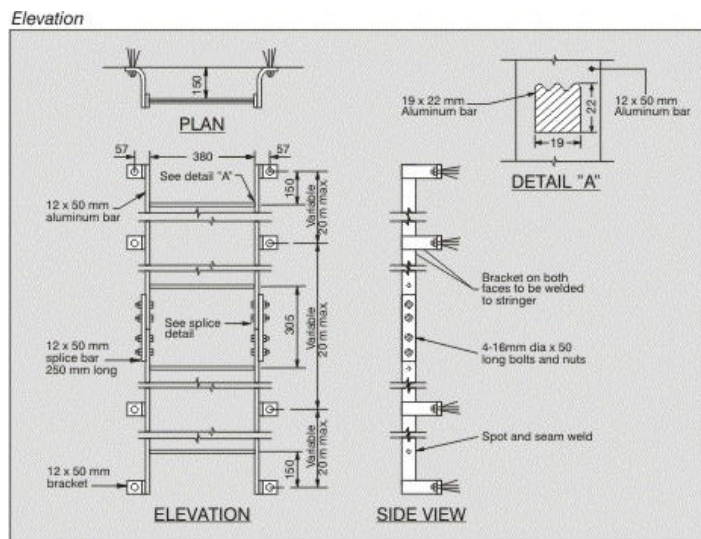 Elevation
150
PLAN
57
380
57
See detail "A"
12 x 50 mm
aluminum bar
150
Variable
20 m max
See splice
detail
305
Variable
20 m max
12 x 50 mm
splice bar
250 mm long
150
Variable
20 m max
12 x 50 mm
bracket
ELEVATION
19 x 22 mm
Aluminum bar
12 x 50 mm
Aluminum bar
22
19
DETAIL "A"
Bracket on both
faces to be welded
to stringer
4-16mm dia x 50
long bolts and nuts
Spot and seam weld
SIDE VIEW